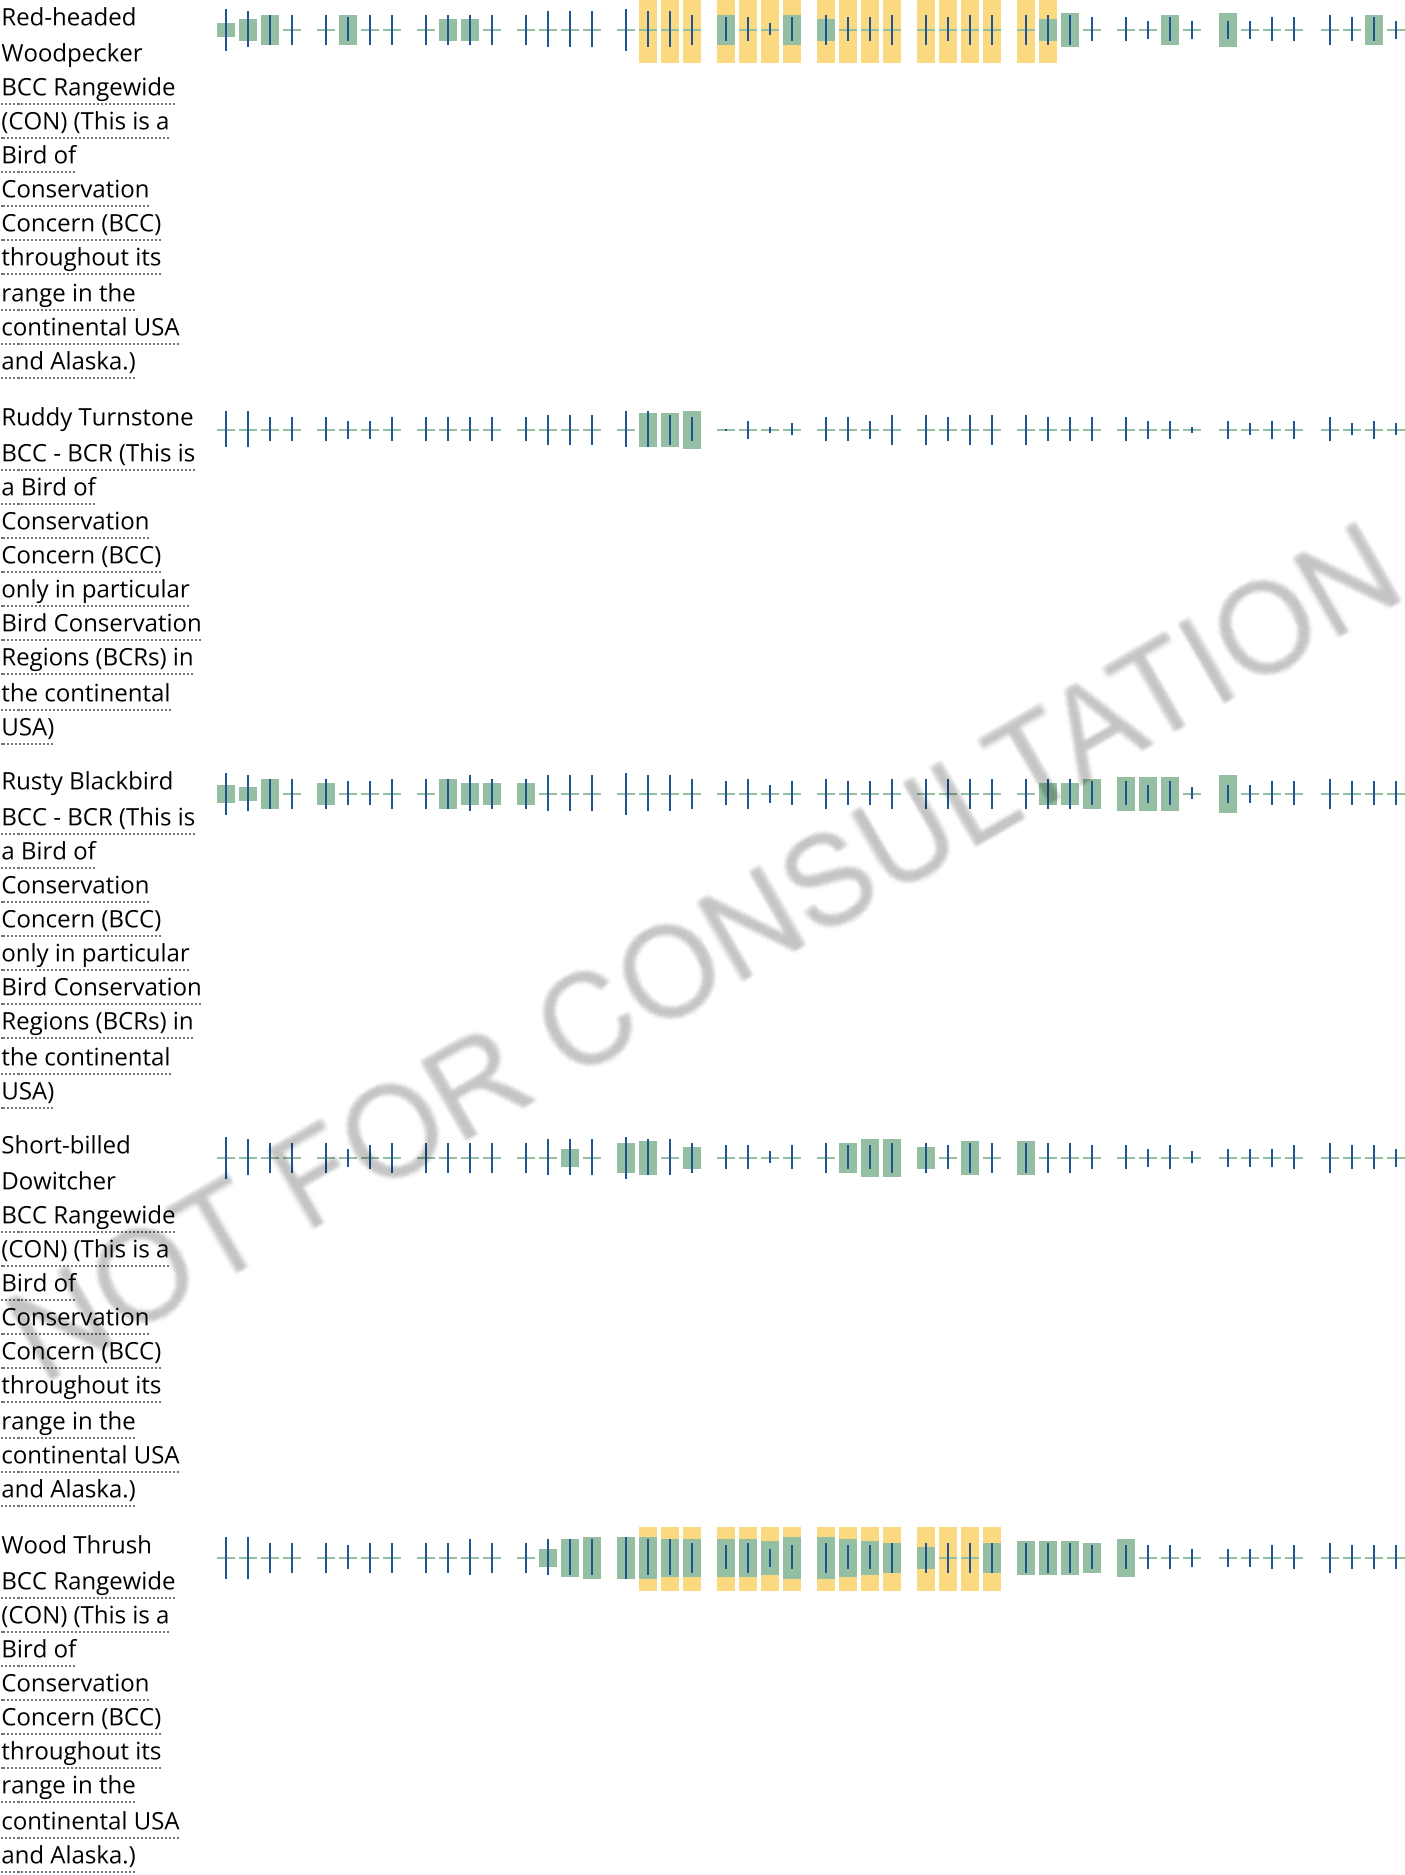 Red-headed
Woodpecker
BCC Rangewide
(CON) (This is a
Bird of
Conservation
Concern (BCC)
throughout its
range in the
continental USA
and Alaska.)
Ruddy Turnstone
BCC - BCR (This is
a Bird of
Conservation
Concern (BCC)
only in particular
Bird Conservation
Regions (BCRs) in
the continental
USA)
Rusty Blackbird
BCC - BCR (This is
a Bird of
Conservation
Concern (BCC)
only in particular
Bird Conservation
Regions (BCRs) in
the continental
USA)
Short-billed
Dowitcher
BCC Rangewide
(CON) (This is a
Bird of
Conservation
Concern (BCC)
throughout its
range in the
continental USA
and Alaska.)
Wood Thrush
BCC Rangewide
(CON) (This is a
Bird of
Conservation
Concern (BCC)
throughout its
range in the
continental USA
and Alaska.)
NOT FOR CONSULTATION